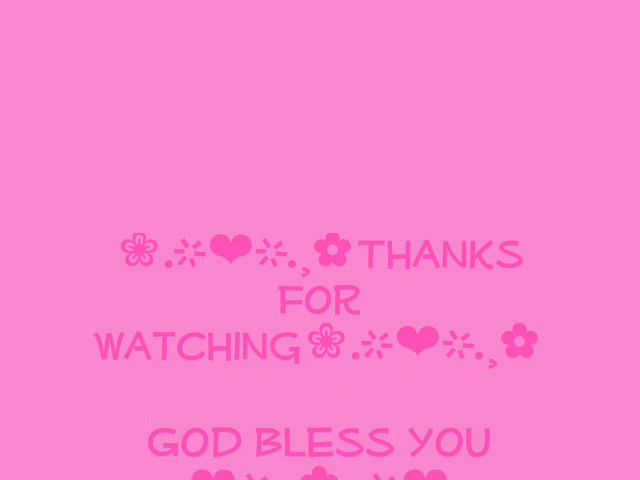 ❀.҉❤҉.¸✿THANKS
FOR
WATCHING❀.҉❤҉.¸✿
GOD BLESS YOU